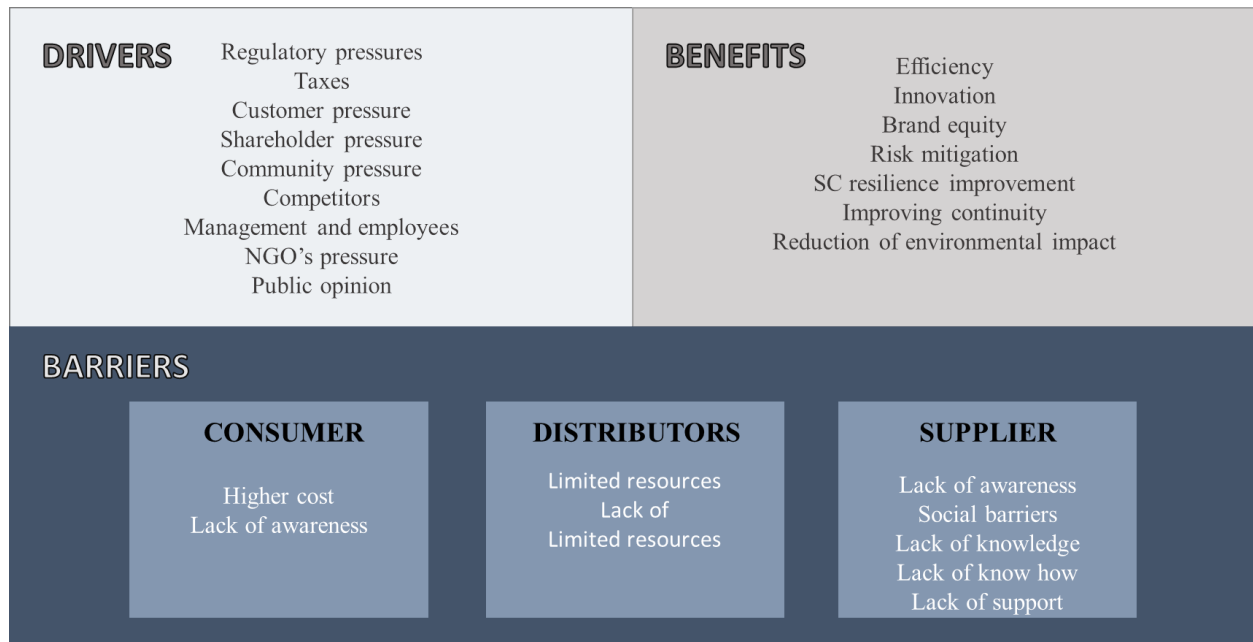 DRIVERS
Regulatory pressures
Taxes
Customer pressure
Shareholder pressure
Community pressure
Competitors
Management and employees
NGO’s pressure
Public opinion
BENEFITS
Efficiency
Innovation
Brand equity
Risk mitigation
SC resilience improvement
Improving continuity
Reduction of environmental impact
BARRIERS
CONSUMER
Higher cost
Lack of awareness
DISTRIBUTORS
Limited resources
Lack of
Limited resources
SUPPLIER
Lack of awareness
Social barriers
Lack of knowledge
Lack of know how
Lack of support